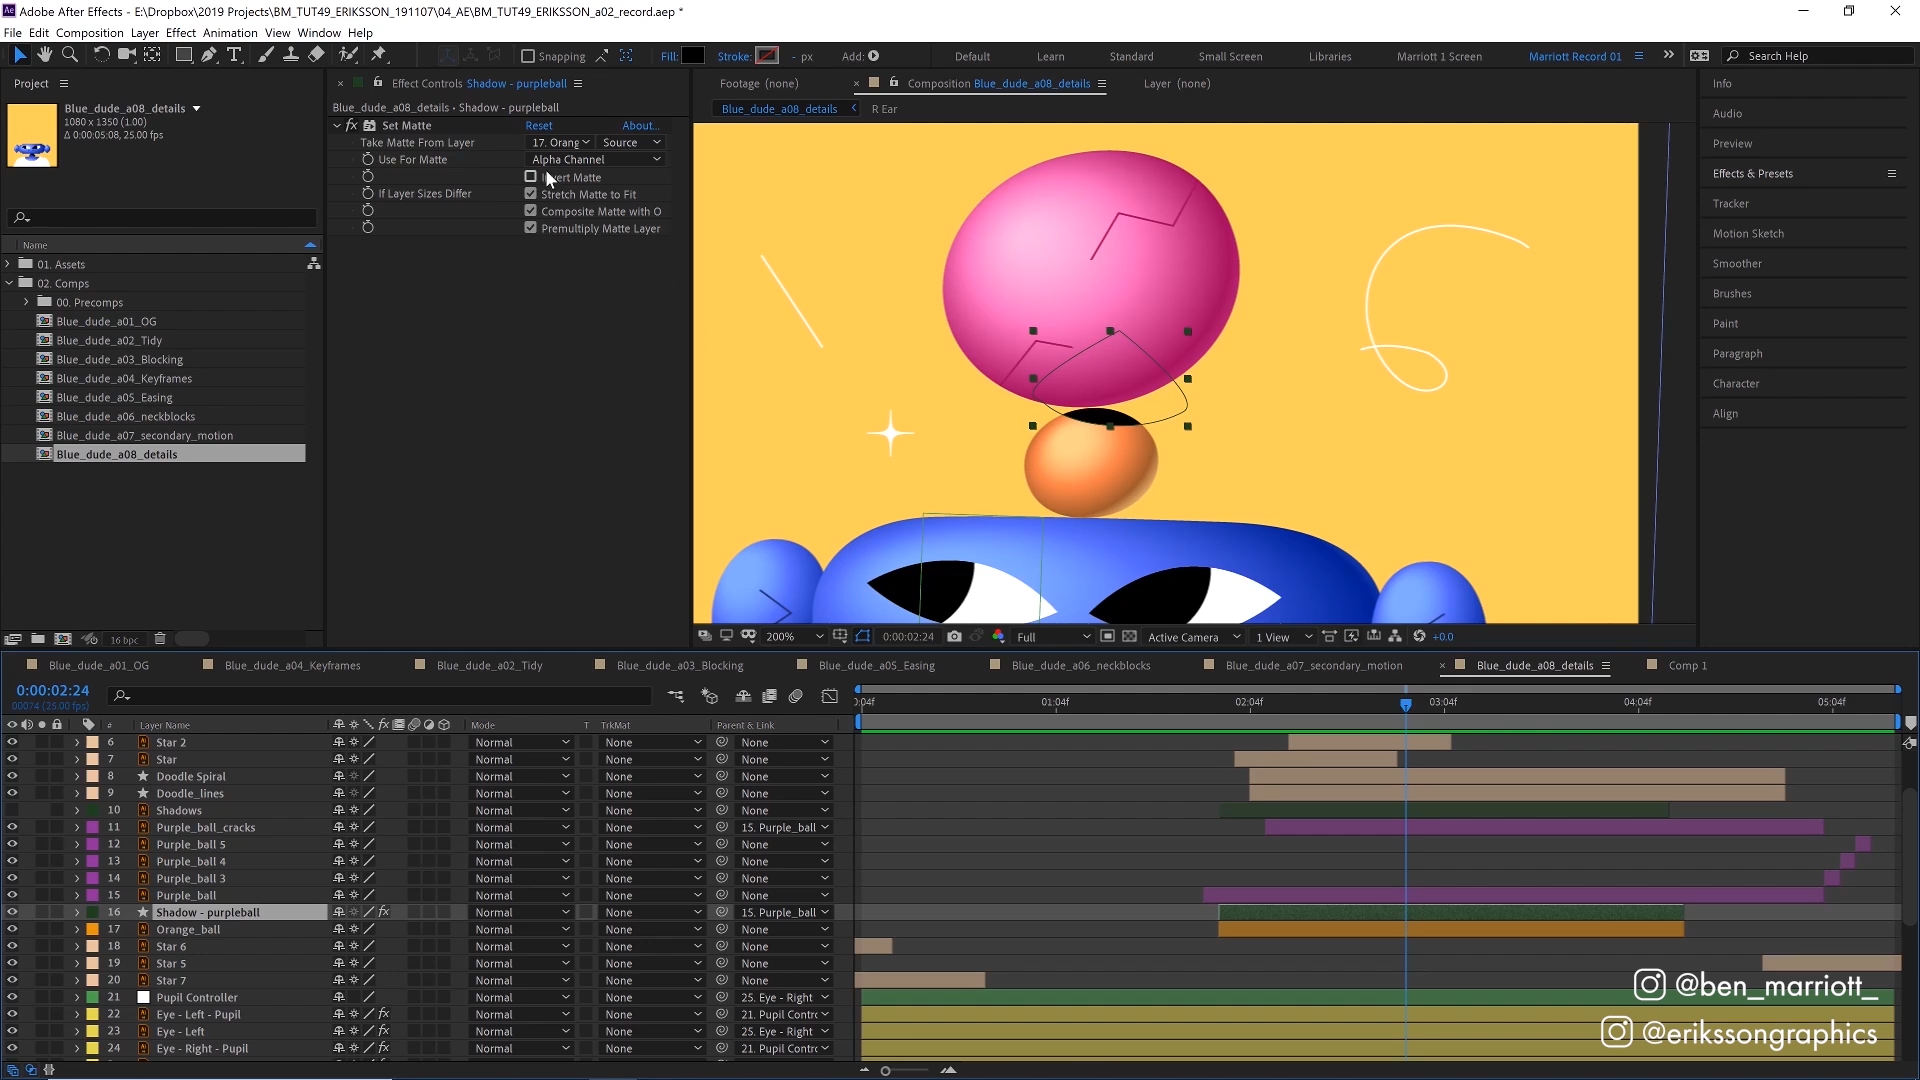 Adobe After Effects - E:\Dropbox\2019 Projects\BM_TUT49_ERIKSSON_191107\04_AE\BM_TUT49_ERIKSSON_a02_record.aep *
File Edit Composition Layer Effect Animation View Window Help
Snapping Fill: Stroke: - px Add: Default Learn Standard Small Screen Libraries Marriott 1 Screen Marriott Record 01 Search Help
Project
Blue_dude_a08_details
1080 x 1350 (1.00)
Δ 0:00:05:08, 25.00 fps
Name
01. Assets
02. Comps
00. Precomps
Blue_dude_a01_OG
Blue_dude_a02_Tidy
Blue_dude_a03_Blocking
Blue_dude_a04_Keyframes
Blue_dude_a05_Easing
Blue_dude_a06_neckblocks
Blue_dude_a07_secondary_motion
Blue_dude_a08_details
16 bpc
Effect Controls Shadow - purpleball
Blue_dude_a08_details • Shadow - purpleball
fx Set Matte Reset About...
Take Matte From Layer 17. Orang Source
Use For Matte Alpha Channel
Invert Matte
If Layer Sizes Differ Stretch Matte to Fit
Composite Matte with O
Premultiply Matte Layer
Footage (none) Composition Blue_dude_a08_details Layer (none)
Blue_dude_a08_details R Ear
200% 0:00:02:24 Full Active Camera 1 View +0.0
Info
Audio
Preview
Effects & Presets
Tracker
Motion Sketch
Smoother
Brushes
Paint
Paragraph
Character
Align
Blue_dude_a01_OG Blue_dude_a04_Keyframes Blue_dude_a02_Tidy Blue_dude_a03_Blocking Blue_dude_a05_Easing Blue_dude_a06_neckblocks Blue_dude_a07_secondary_motion Blue_dude_a08_details Comp 1
0:00:02:24
00074 (25.00 fps)
01:04f 02:04f 03:04f 04:04f 05:04f
# Layer Name fx Mode T TrkMat Parent & Link
6 Star 2 Normal None None
7 Star Normal None None
8 Doodle Spiral Normal None None
9 Doodle_lines Normal None None
10 Shadows Normal None None
11 Purple_ball_cracks Normal None 15. Purple_ball
12 Purple_ball 5 Normal None None
13 Purple_ball 4 Normal None None
14 Purple_ball 3 Normal None None
15 Purple_ball Normal None None
16 Shadow - purpleball fx Normal None 15. Purple_ball
17 Orange_ball Normal None None
18 Star 6 Normal None None
19 Star 5 Normal None None
20 Star 7 Normal None None
21 Pupil Controller Normal None 25. Eye - Right
22 Eye - Left - Pupil fx Normal None 21. Pupil Contr
23 Eye - Left fx Normal None 25. Eye - Right
24 Eye - Right - Pupil fx Normal None 21. Pupil Contr
@ben_marriott_
@erikssongraphics